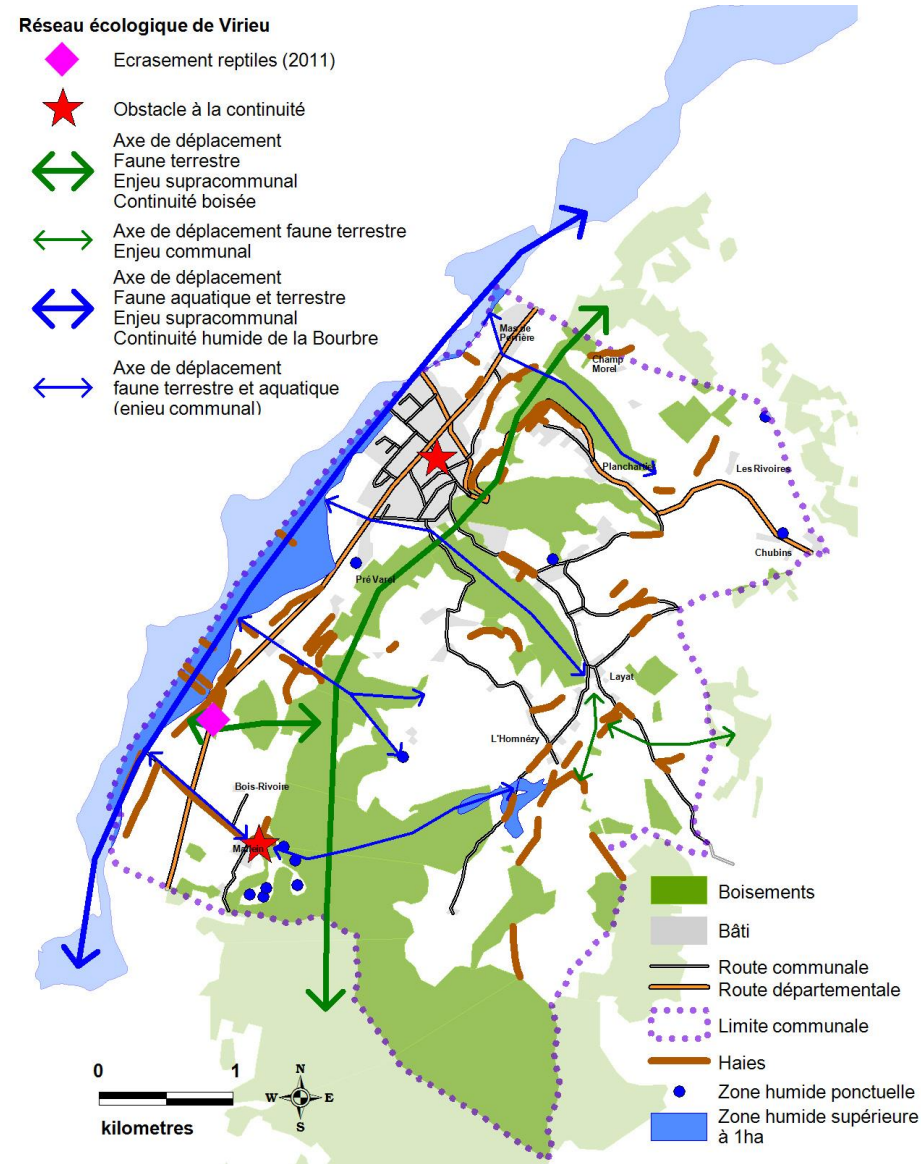 Réseau écologique de Virieu
Ecrasement reptiles (2011)
Obstacle à la continuité
Axe de déplacement
Faune terrestre
Enjeu supracommunal
Continuité boisée
Axe de déplacement faune terrestre
Enjeu communal
Axe de déplacement
Faune aquatique et terrestre
Enjeu supracommunal
Continuité humide de la Bourbre
Axe de déplacement
faune terrestre et aquatique
(enjeu communal)
Mas de
Perrière
Champ
Morel
Planchartier
Les Rivoires
Chubins
Pré Varel
Layat
L'Homnézy
Bois-Rivoire
Boisements
Bâti
Route communale
Route départementale
Limite communale
Haies
Zone humide ponctuelle
Zone humide supérieure
à 1ha
0 1
kilometres
N
W E
S